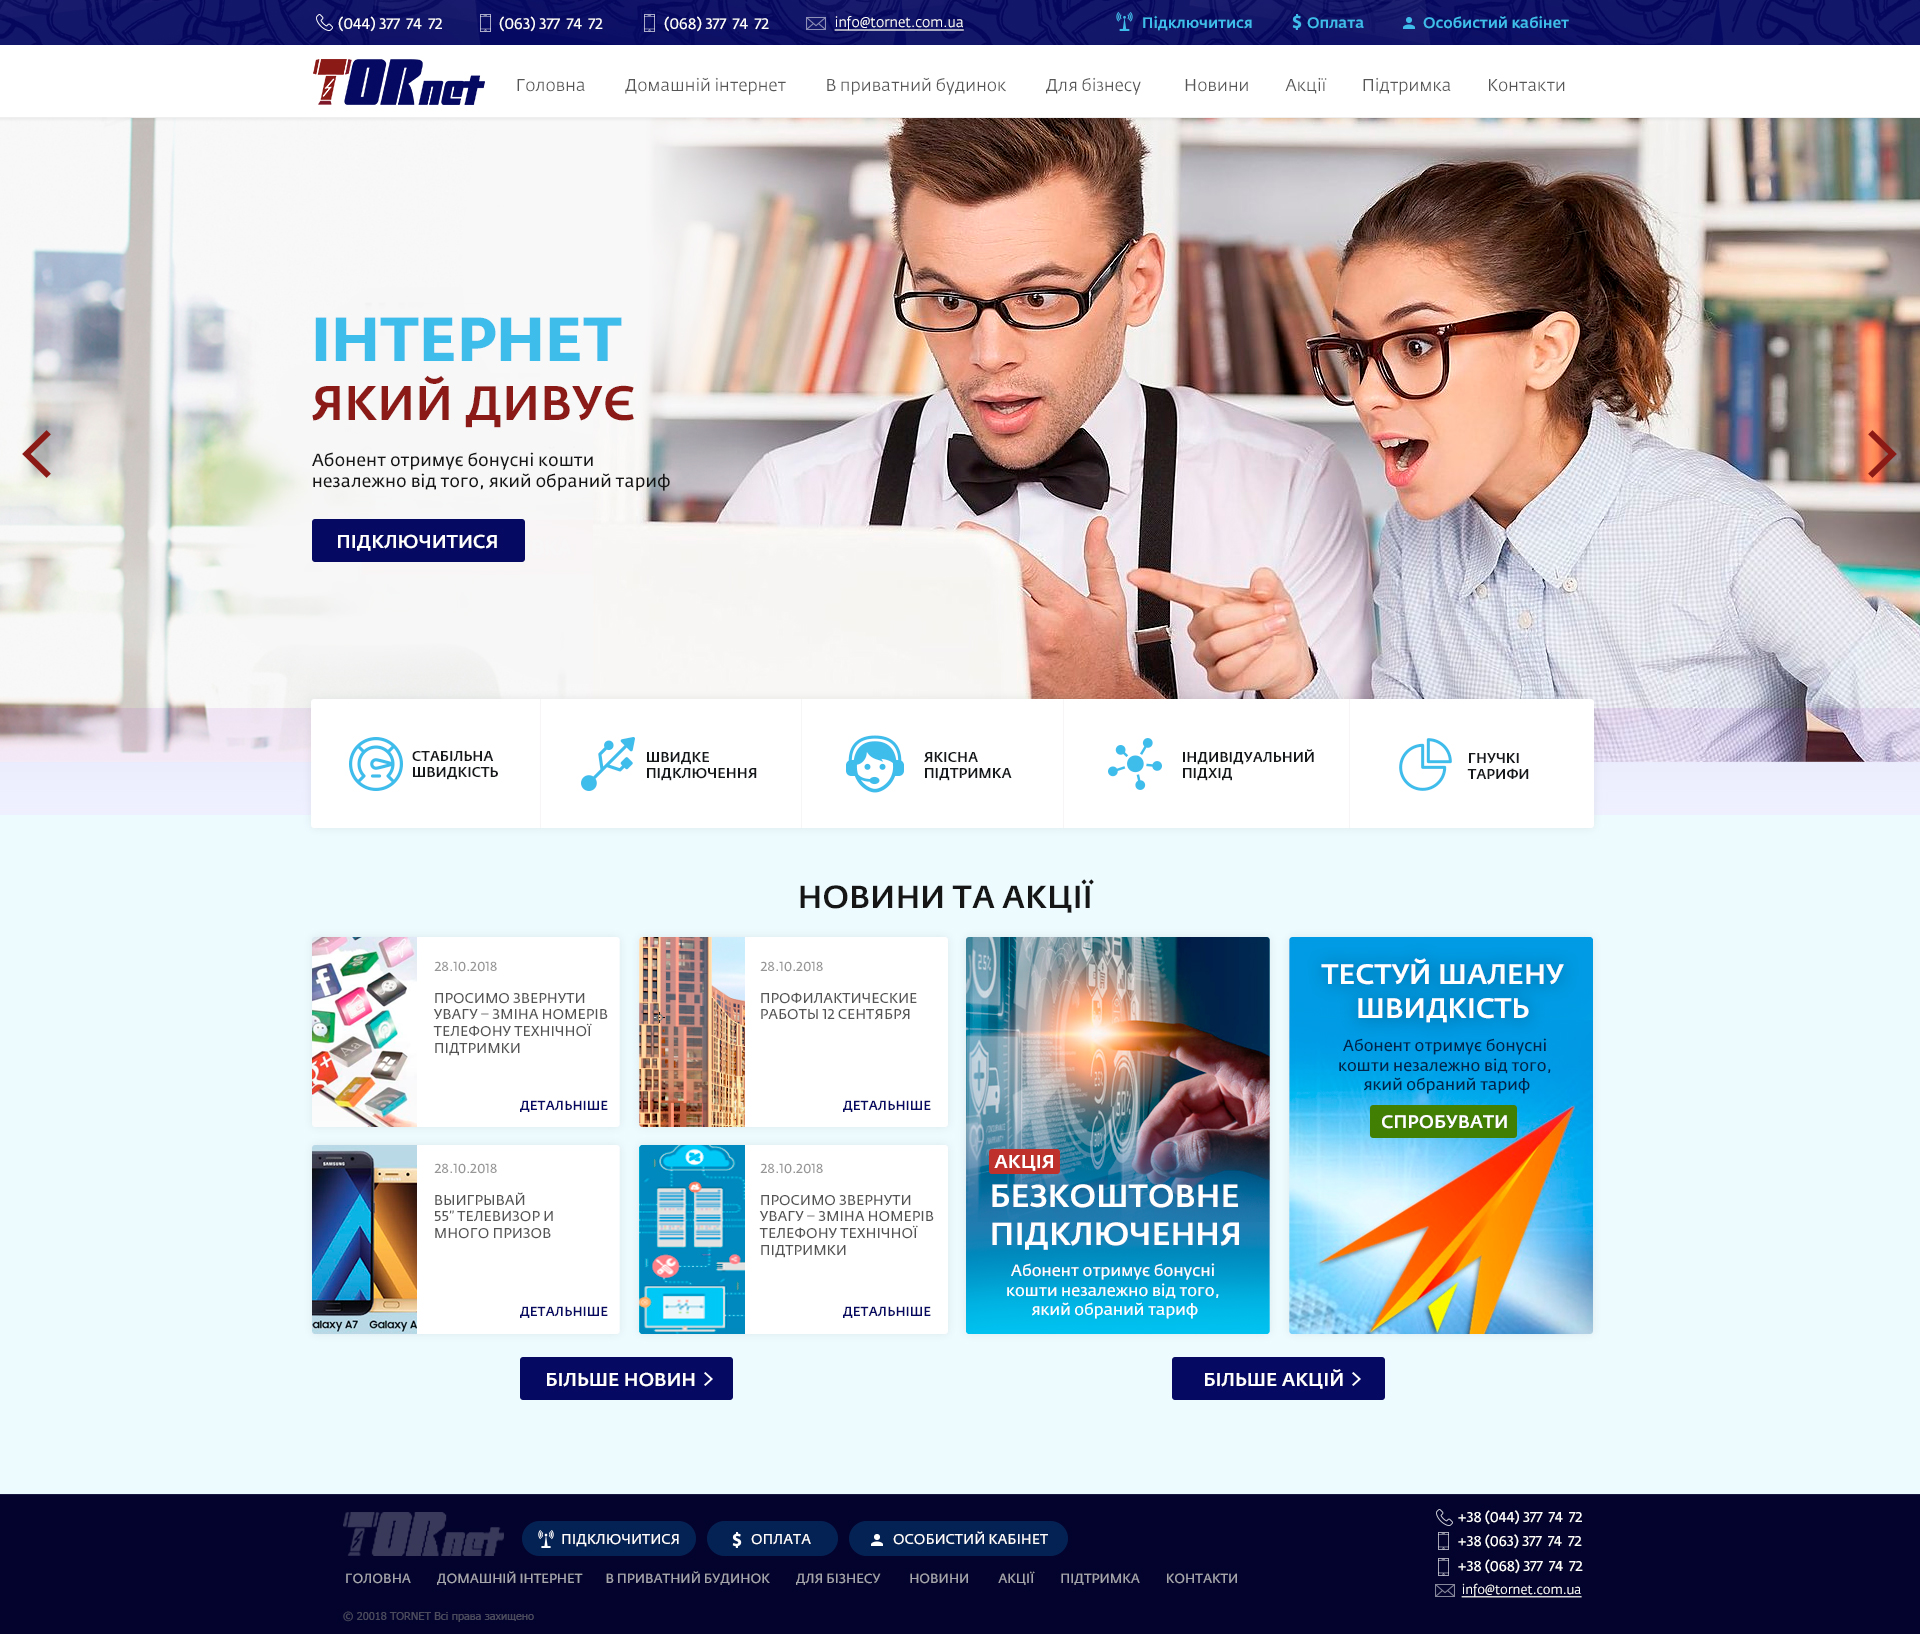 (044) 377 74 72
(063) 377 74 72
(068) 377 74 72
info@tornet.com.ua
Підключитися
$ Оплата
Особистий кабінет
TORnet
Головна
Домашній інтернет
В приватний будинок
Для бізнесу
Новини
Акції
Підтримка
Контакти
ІНТЕРНЕТ
ЯКИЙ ДИВУЄ
Абонент отримує бонусні кошти
незалежно від того, який обраний тариф
ПІДКЛЮЧИТИСЯ
СТАБІЛЬНА
ШВИДКІСТЬ
ШВИДКЕ
ПІДКЛЮЧЕННЯ
ЯКІСНА
ПІДТРИМКА
ІНДИВІДУАЛЬНИЙ
ПІДХІД
ГНУЧКІ
ТАРИФИ
НОВИНИ ТА АКЦІЇ
28.10.2018
ПРОСИМО ЗВЕРНУТИ
УВАГУ – ЗМІНА НОМЕРІВ
ТЕЛЕФОНУ ТЕХНІЧНОЇ
ПІДТРИМКИ
ДЕТАЛЬНІШЕ
28.10.2018
ПРОФИЛАКТИЧЕСКИЕ
РАБОТЫ 12 СЕНТЯБРЯ
ДЕТАЛЬНІШЕ
SAMSUNG
SAMSUNG
alaxy A7
Galaxy A
28.10.2018
ВЫИГРЫВАЙ
55” ТЕЛЕВИЗОР И
МНОГО ПРИЗОВ
ДЕТАЛЬНІШЕ
28.10.2018
ПРОСИМО ЗВЕРНУТИ
УВАГУ – ЗМІНА НОМЕРІВ
ТЕЛЕФОНУ ТЕХНІЧНОЇ
ПІДТРИМКИ
ДЕТАЛЬНІШЕ
АКЦІЯ
БЕЗКОШТОВНЕ
ПІДКЛЮЧЕННЯ
Абонент отримує бонусні
кошти незалежно від того,
який обраний тариф
ТЕСТУЙ ШАЛЕНУ
ШВИДКІСТЬ
Абонент отримує бонусні
кошти незалежно від того,
який обраний тариф
СПРОБУВАТИ
БІЛЬШЕ НОВИН
БІЛЬШЕ АКЦІЙ
TORnet
ПІДКЛЮЧИТИСЯ
$ ОПЛАТА
ОСОБИСТИЙ КАБІНЕТ
ГОЛОВНА
ДОМАШНІЙ ІНТЕРНЕТ
В ПРИВАТНИЙ БУДИНОК
ДЛЯ БІЗНЕСУ
НОВИНИ
АКЦІЇ
ПІДТРИМКА
КОНТАКТИ
© 20018 TORNET Всі права захищено
+38 (044) 377 74 72
+38 (063) 377 74 72
+38 (068) 377 74 72
info@tornet.com.ua